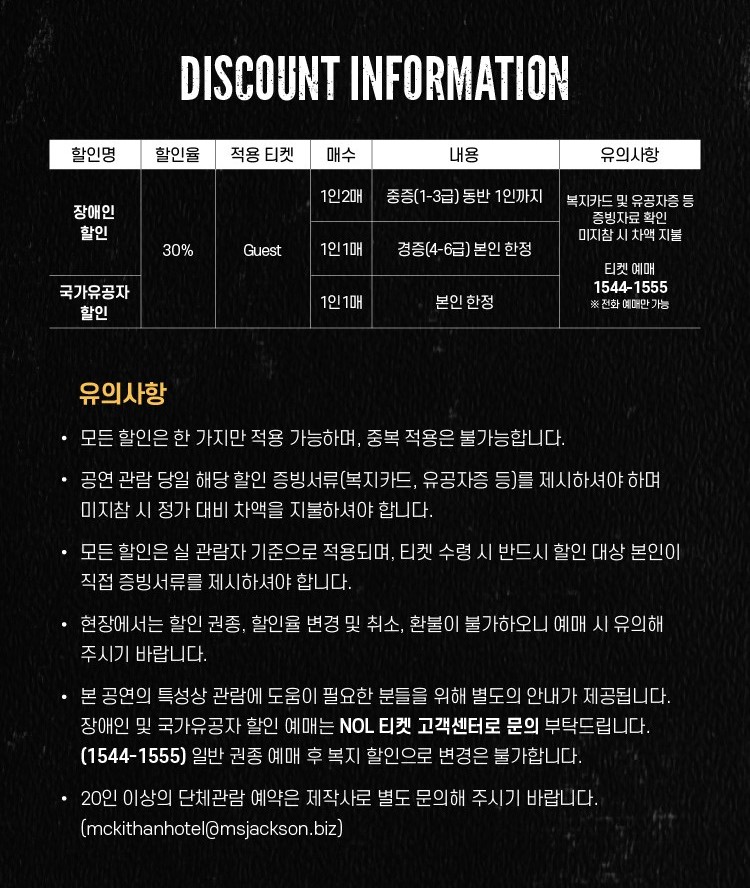 DISCOUNT INFORMATION
할인명 할인율 적용 티켓 매수 내용 유의사항
장애인
할인
30%
Guest
1인2매 중증(1-3급) 동반 1인까지
1인1매 경증(4-6급) 본인 한정
국가유공자
할인
1인1매 본인 한정
복지카드 및 유공자증 등
증빙자료 확인
미지참 시 차액 지불
티켓 예매
1544-1555
※ 전화 예매만 가능
유의사항
• 모든 할인은 한 가지만 적용 가능하며, 중복 적용은 불가능합니다.
• 공연 관람 당일 해당 할인 증빙서류(복지카드, 유공자증 등)를 제시하셔야 하며
미지참 시 정가 대비 차액을 지불하셔야 합니다.
• 모든 할인은 실 관람자 기준으로 적용되며, 티켓 수령 시 반드시 할인 대상 본인이
직접 증빙서류를 제시하셔야 합니다.
• 현장에서는 할인 권종, 할인율 변경 및 취소, 환불이 불가하오니 예매 시 유의해
주시기 바랍니다.
• 본 공연의 특성상 관람에 도움이 필요한 분들을 위해 별도의 안내가 제공됩니다.
장애인 및 국가유공자 할인 예매는 NOL 티켓 고객센터로 문의 부탁드립니다.
(1544-1555) 일반 권종 예매 후 복지 할인으로 변경은 불가합니다.
• 20인 이상의 단체관람 예약은 제작사로 별도 문의해 주시기 바랍니다.
(mckithanhotel@msjackson.biz)